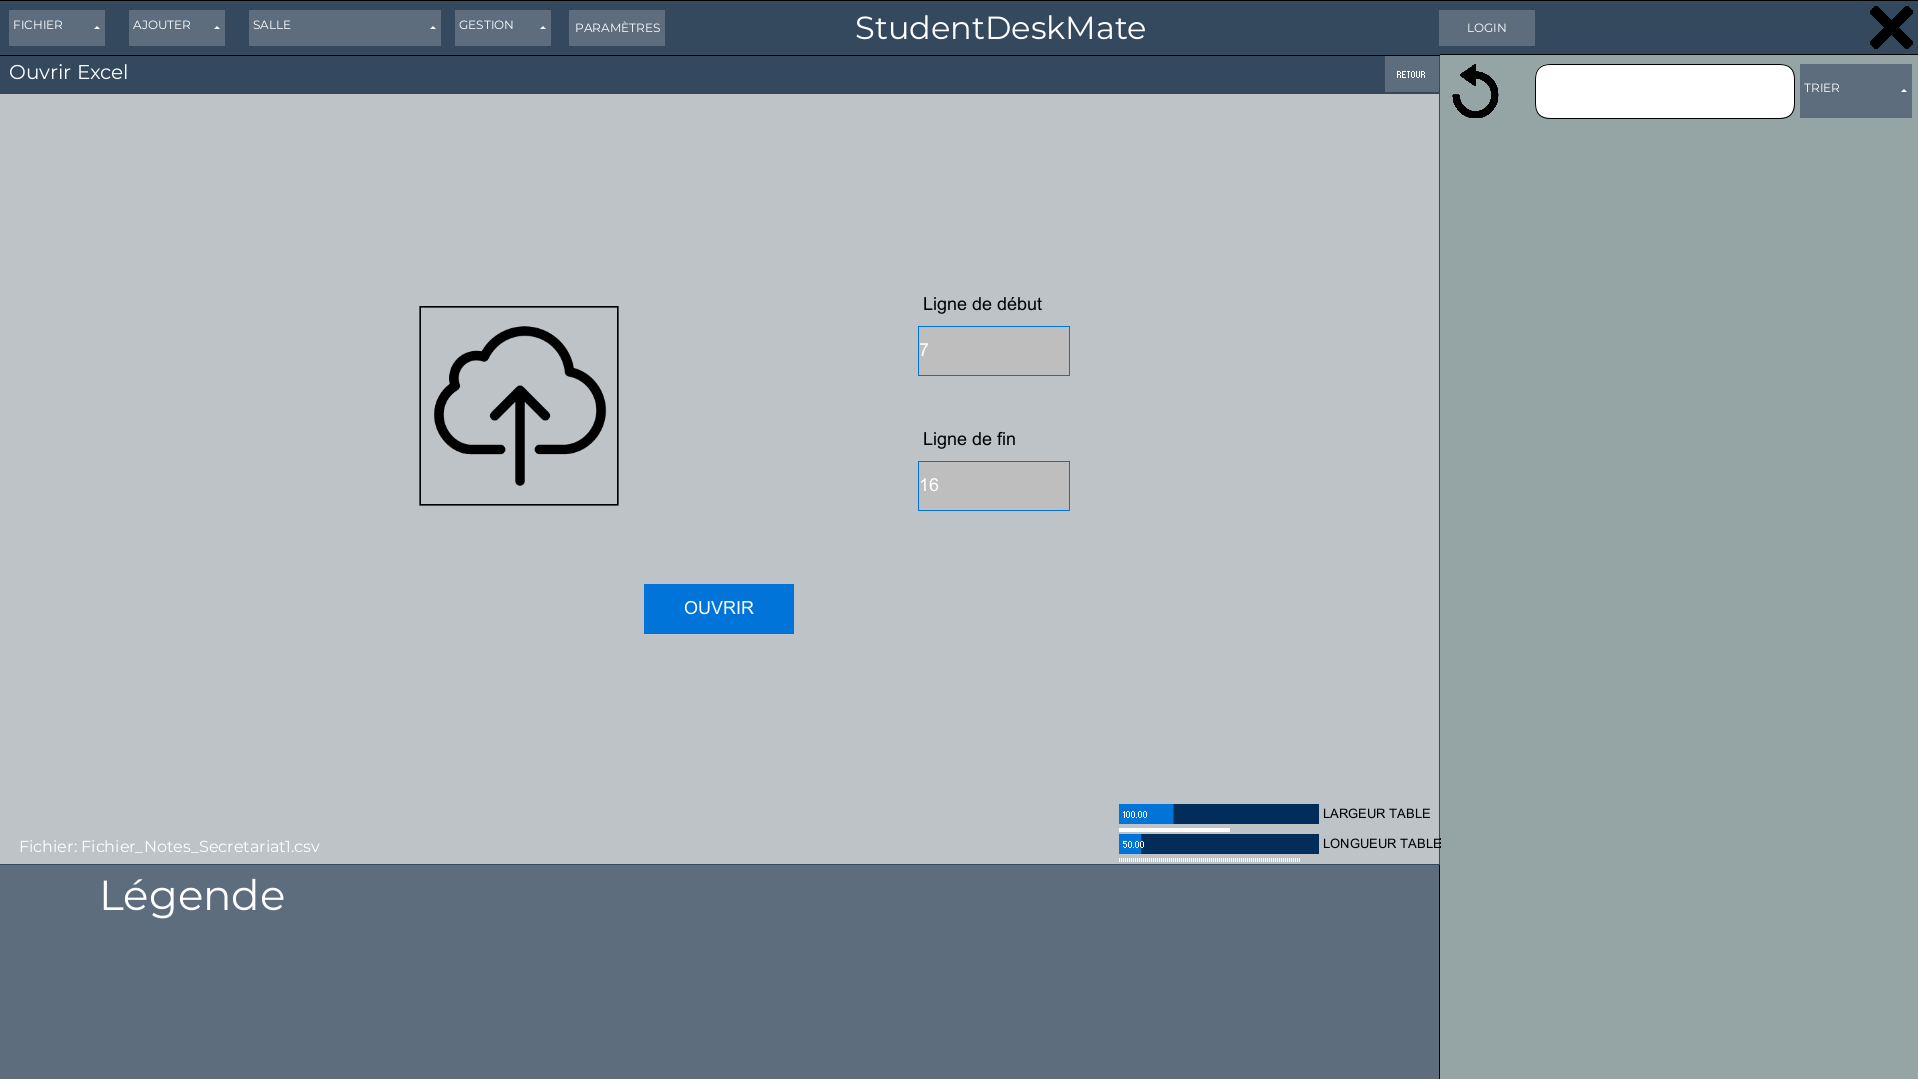 FICHIER
AJOUTER
SALLE
GESTION
PARAMÈTRES
StudentDeskMate
LOGIN
Ouvrir Excel
RETOUR
TRIER
Ligne de début
7
Ligne de fin
16
OUVRIR
100.00 LARGEUR TABLE
50.00 LONGUEUR TABLE
Fichier: Fichier_Notes_Secretariat1.csv
Légende